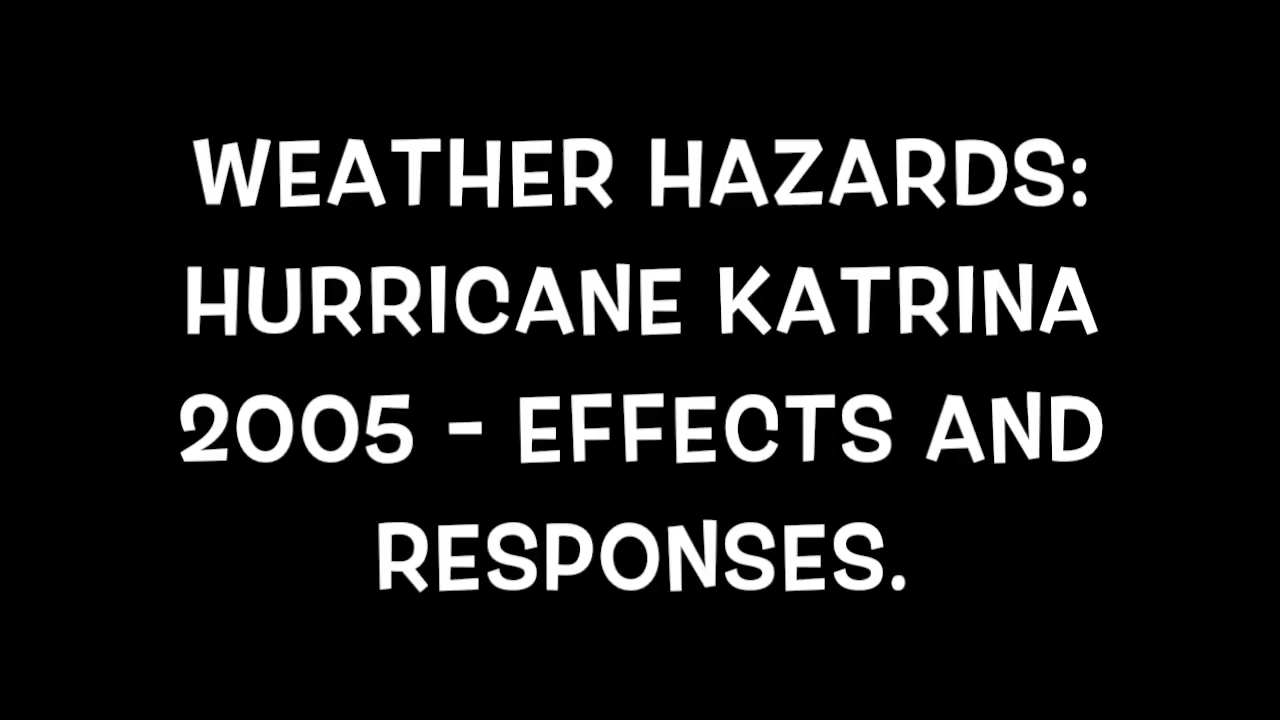 WEATHER HAZARDS:
HURRICANE KATRINA
2005 - EFFECTS AND
RESPONSES.